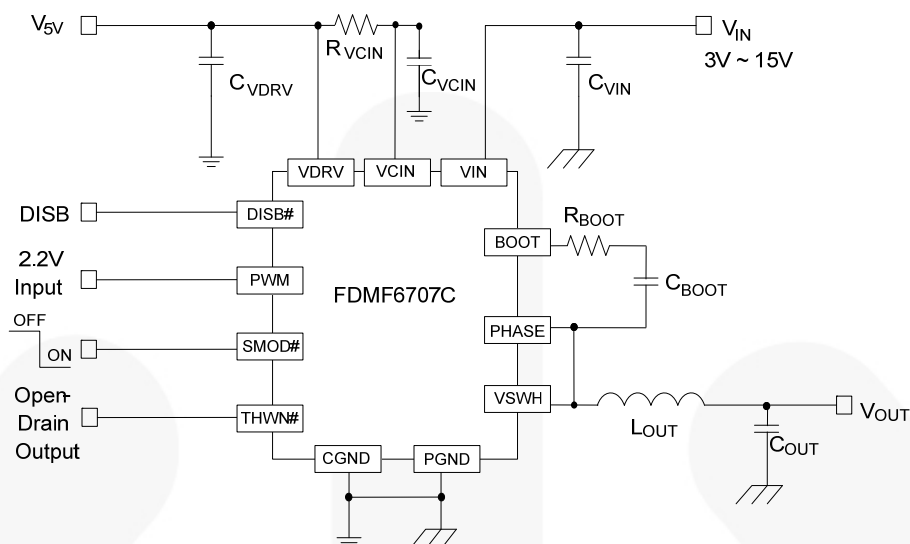 V5V
RVCIN
CVDRV
CVCIN
CVIN
VIN
3V ~ 15V
VDRV
VCIN
VIN
DISB
DISB#
2.2V
Input
PWM
OFF
ON
SMOD#
Open-
Drain
Output
THWN#
FDMF6707C
BOOT
RBOOT
CBOOT
PHASE
VSWH
LOUT
VOUT
COUT
CGND
PGND